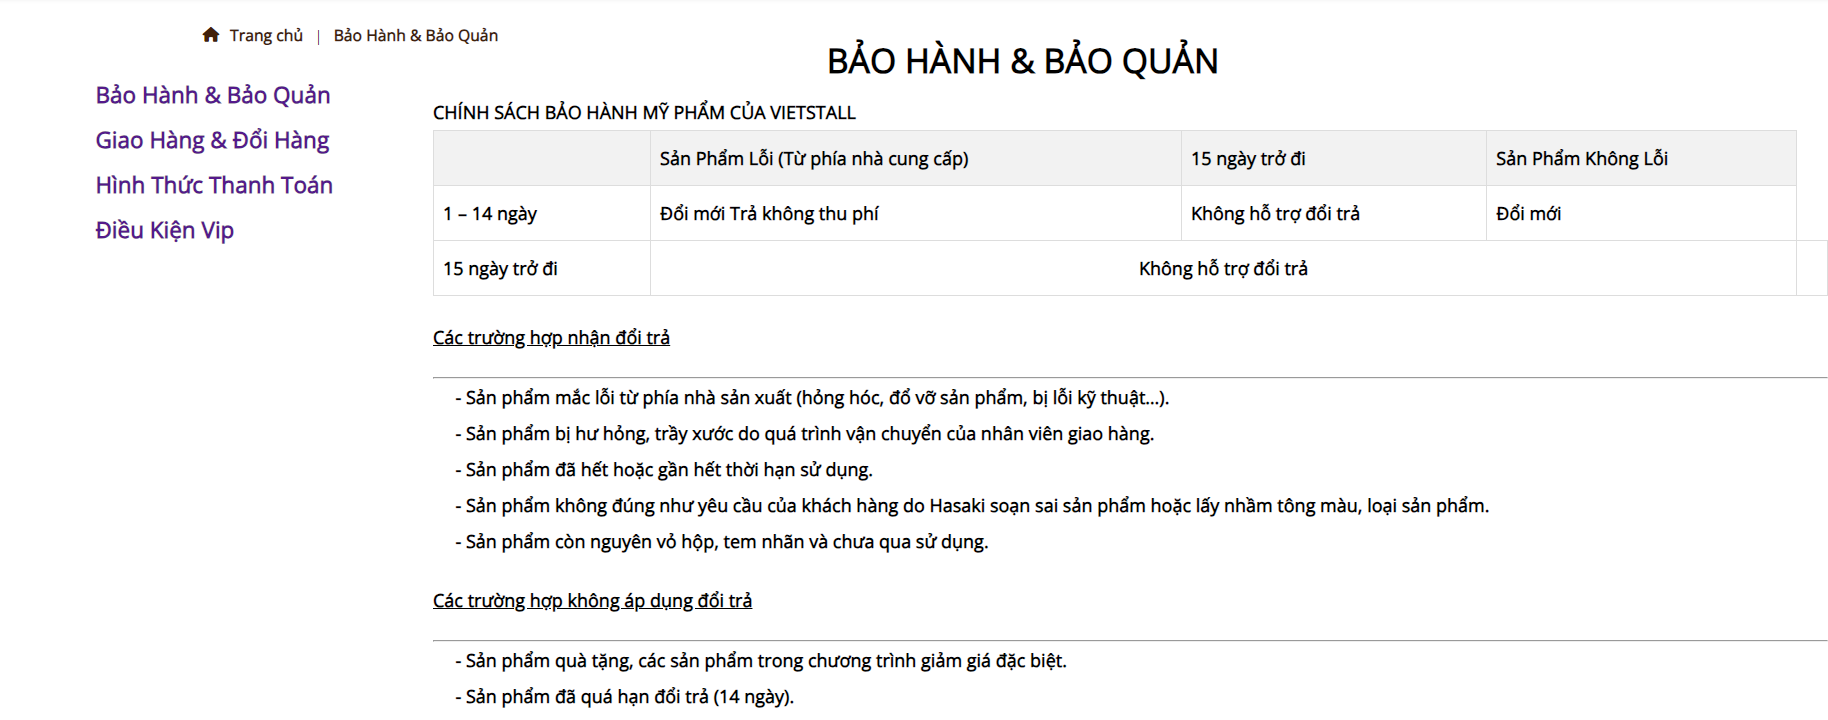 Trang chủ | Bảo Hành & Bảo Quản
Bảo Hành & Bảo Quản
Giao Hàng & Đổi Hàng
Hình Thức Thanh Toán
Điều Kiện Vip
BẢO HÀNH & BẢO QUẢN
CHÍNH SÁCH BẢO HÀNH MỸ PHẨM CỦA VIETSTALL
Sản Phẩm Lỗi (Từ phía nhà cung cấp) 15 ngày trở đi Sản Phẩm Không Lỗi
1 – 14 ngày Đổi mới Trả không thu phí Không hỗ trợ đổi trả Đổi mới
15 ngày trở đi Không hỗ trợ đổi trả
Các trường hợp nhận đổi trả
- Sản phẩm mắc lỗi từ phía nhà sản xuất (hỏng hóc, đổ vỡ sản phẩm, bị lỗi kỹ thuật...).
- Sản phẩm bị hư hỏng, trầy xước do quá trình vận chuyển của nhân viên giao hàng.
- Sản phẩm đã hết hoặc gần hết thời hạn sử dụng.
- Sản phẩm không đúng như yêu cầu của khách hàng do Hasaki soạn sai sản phẩm hoặc lấy nhầm tông màu, loại sản phẩm.
- Sản phẩm còn nguyên vỏ hộp, tem nhãn và chưa qua sử dụng.
Các trường hợp không áp dụng đổi trả
- Sản phẩm quà tặng, các sản phẩm trong chương trình giảm giá đặc biệt.
- Sản phẩm đã quá hạn đổi trả (14 ngày).